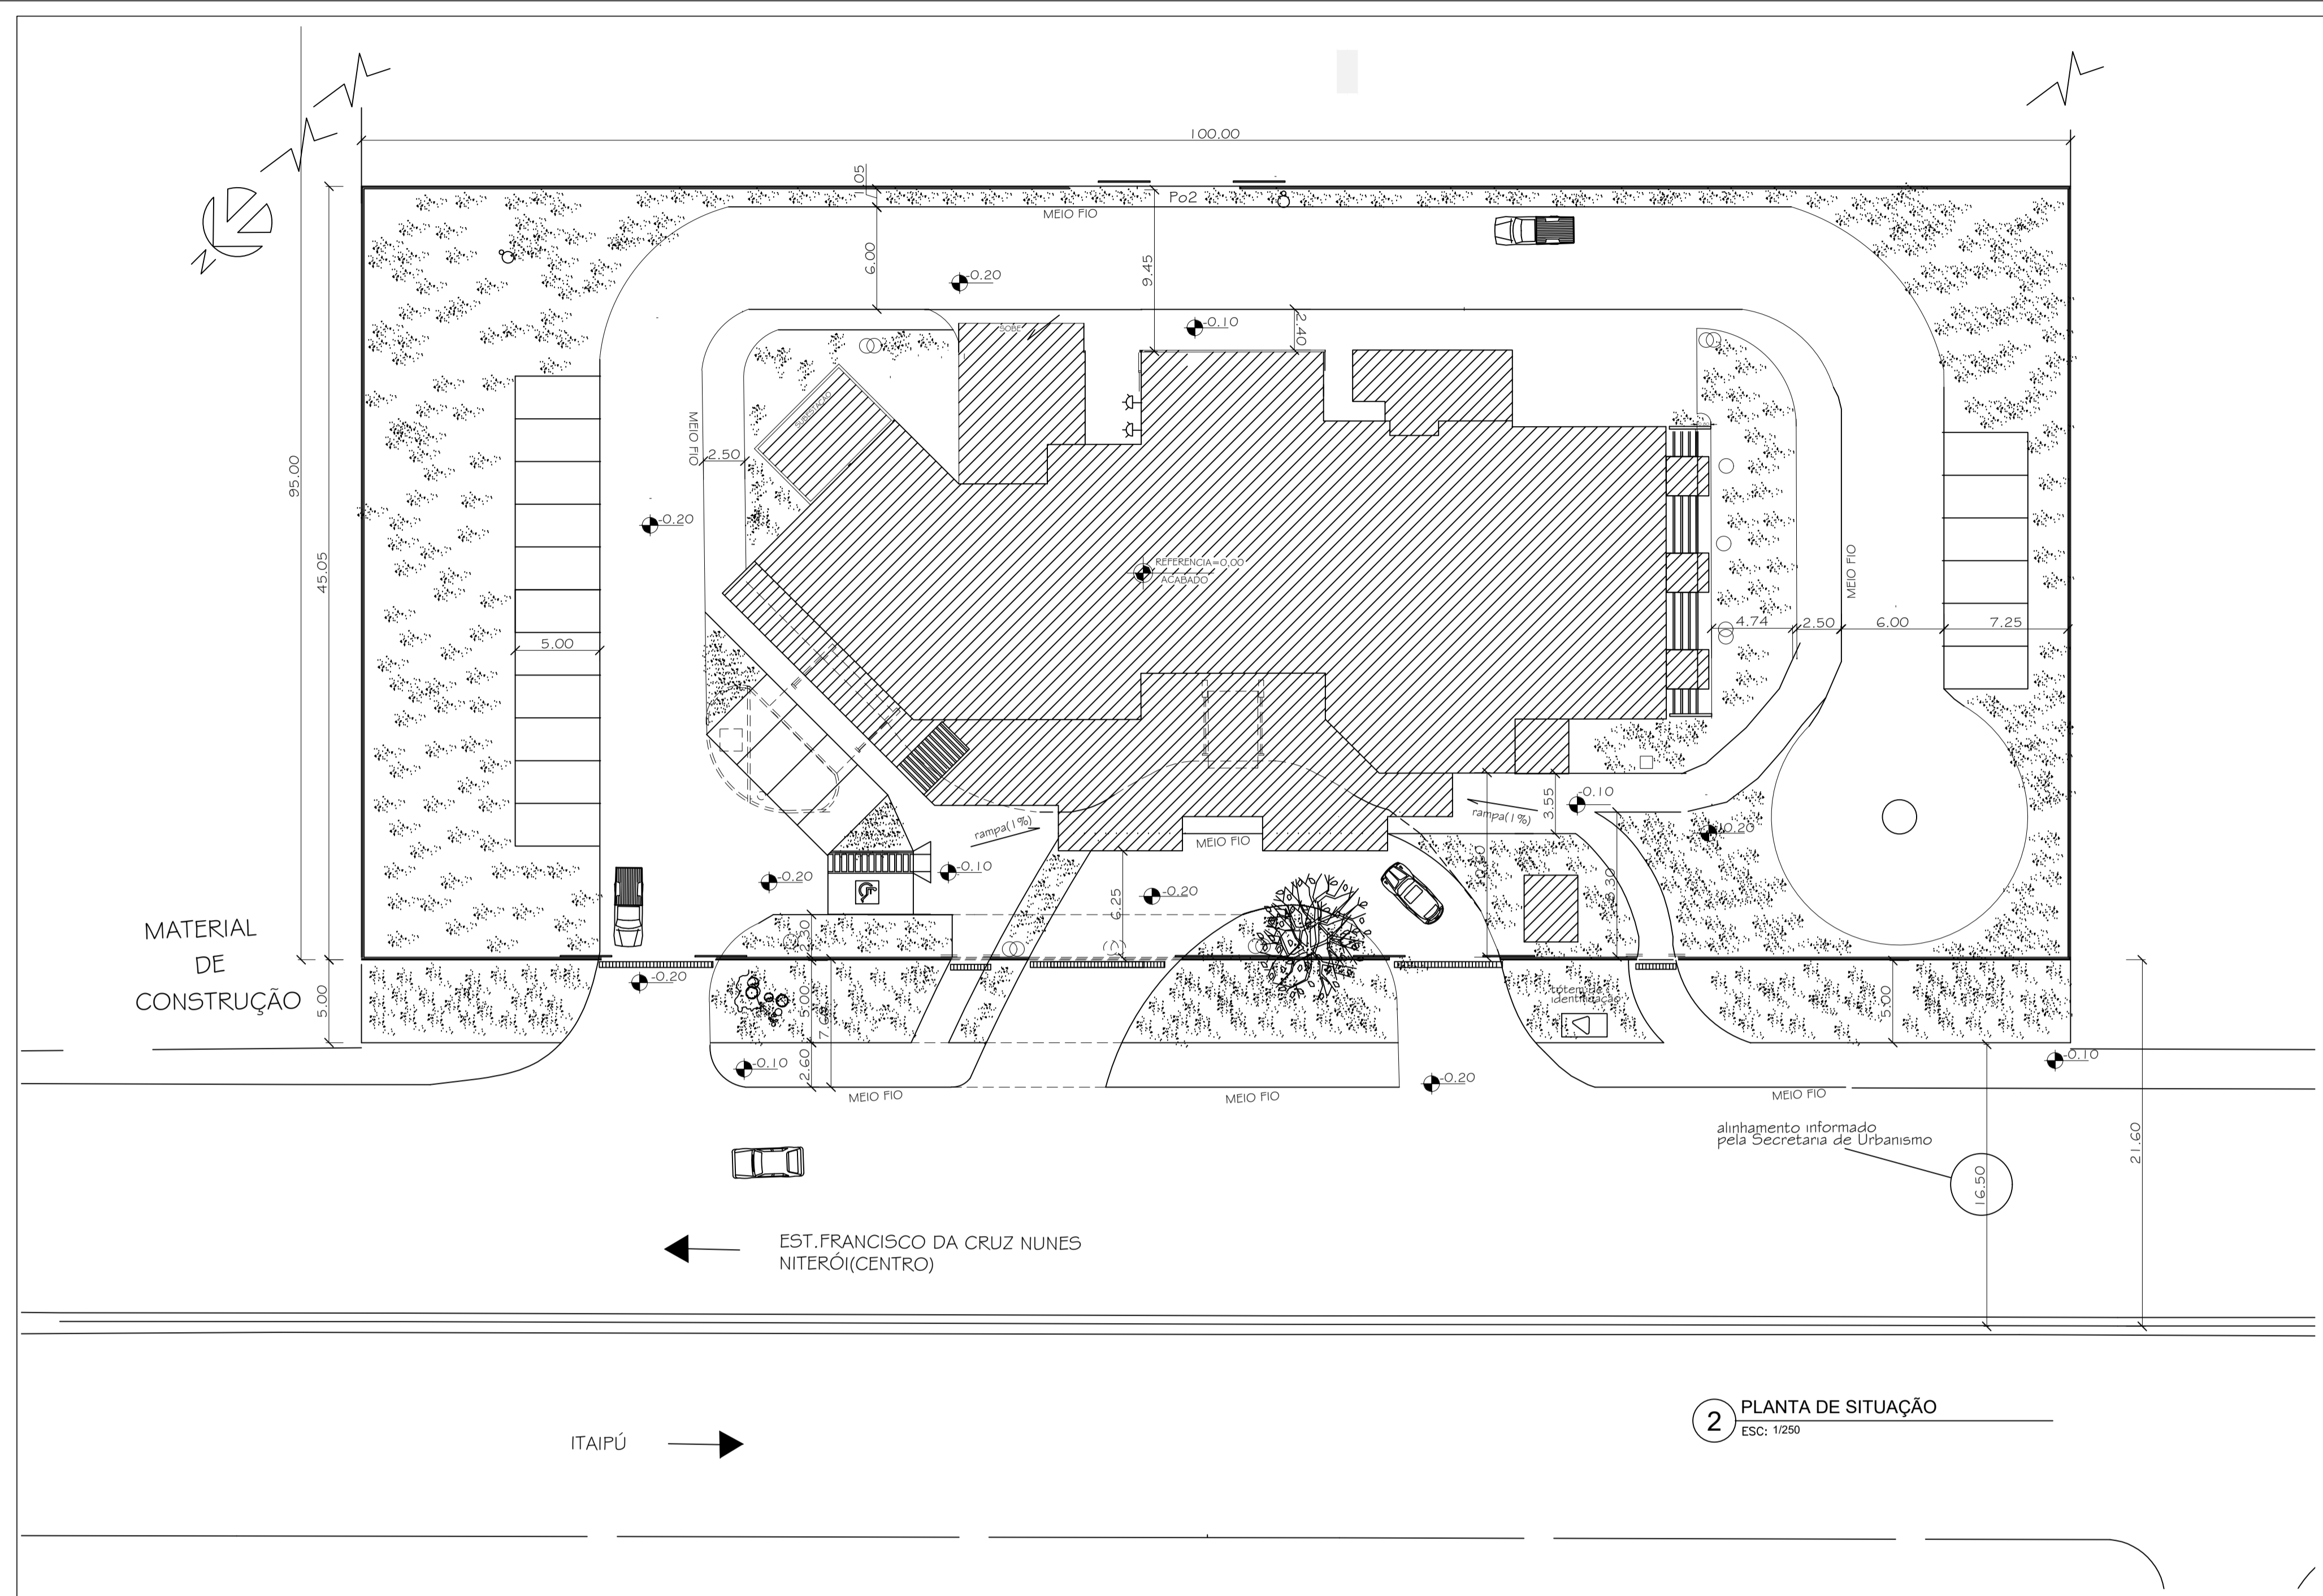 100.00
1.05
Po2
MEIO FIO
N
6.00
-0.20
9.45
SOBE
-0.10
2.40
SUBESTAÇÃO
MEIO FIO
2.50
95.00
-0.20
45.05
REFERENCIA=0,00
ACABADO
MEIO FIO
5.00
4.74
2.50
6.00
7.25
rampa(1%)
MEIO FIO
rampa(1%)
3.55
-0.10
-0.20
-0.20
-0.10
6.25
-0.20
2.30
MATERIAL
DE
CONSTRUÇÃO
5.00
-0.20
5.00
2.60
-0.10
identificação
5.00
-0.20
-0.10
MEIO FIO
MEIO FIO
MEIO FIO
alinhamento informado
pela Secretaria de Urbanismo
16.50
21.60
EST.FRANCISCO DA CRUZ NUNES
NITERÓI(CENTRO)
ITAIPÚ
2
PLANTA DE SITUAÇÃO
ESC: 1/250